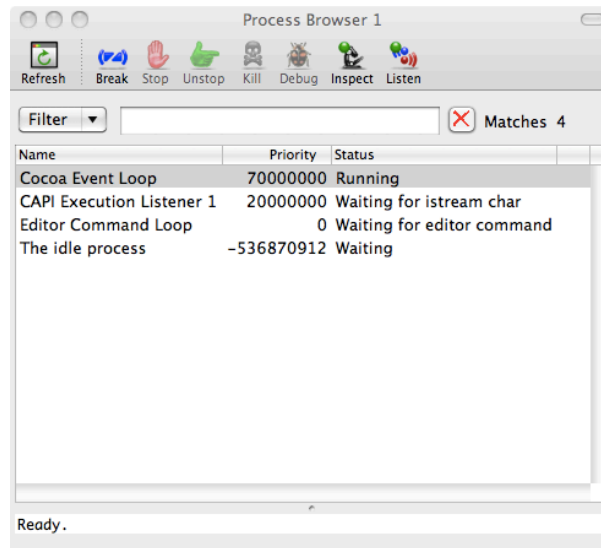 Process Browser 1
Refresh Break Stop Unstop Kill Debug Inspect Listen
Filter Matches 4
Name Priority Status
Cocoa Event Loop 70000000 Running
CAPI Execution Listener 1 20000000 Waiting for istream char
Editor Command Loop 0 Waiting for editor command
The idle process -536870912 Waiting
Ready.